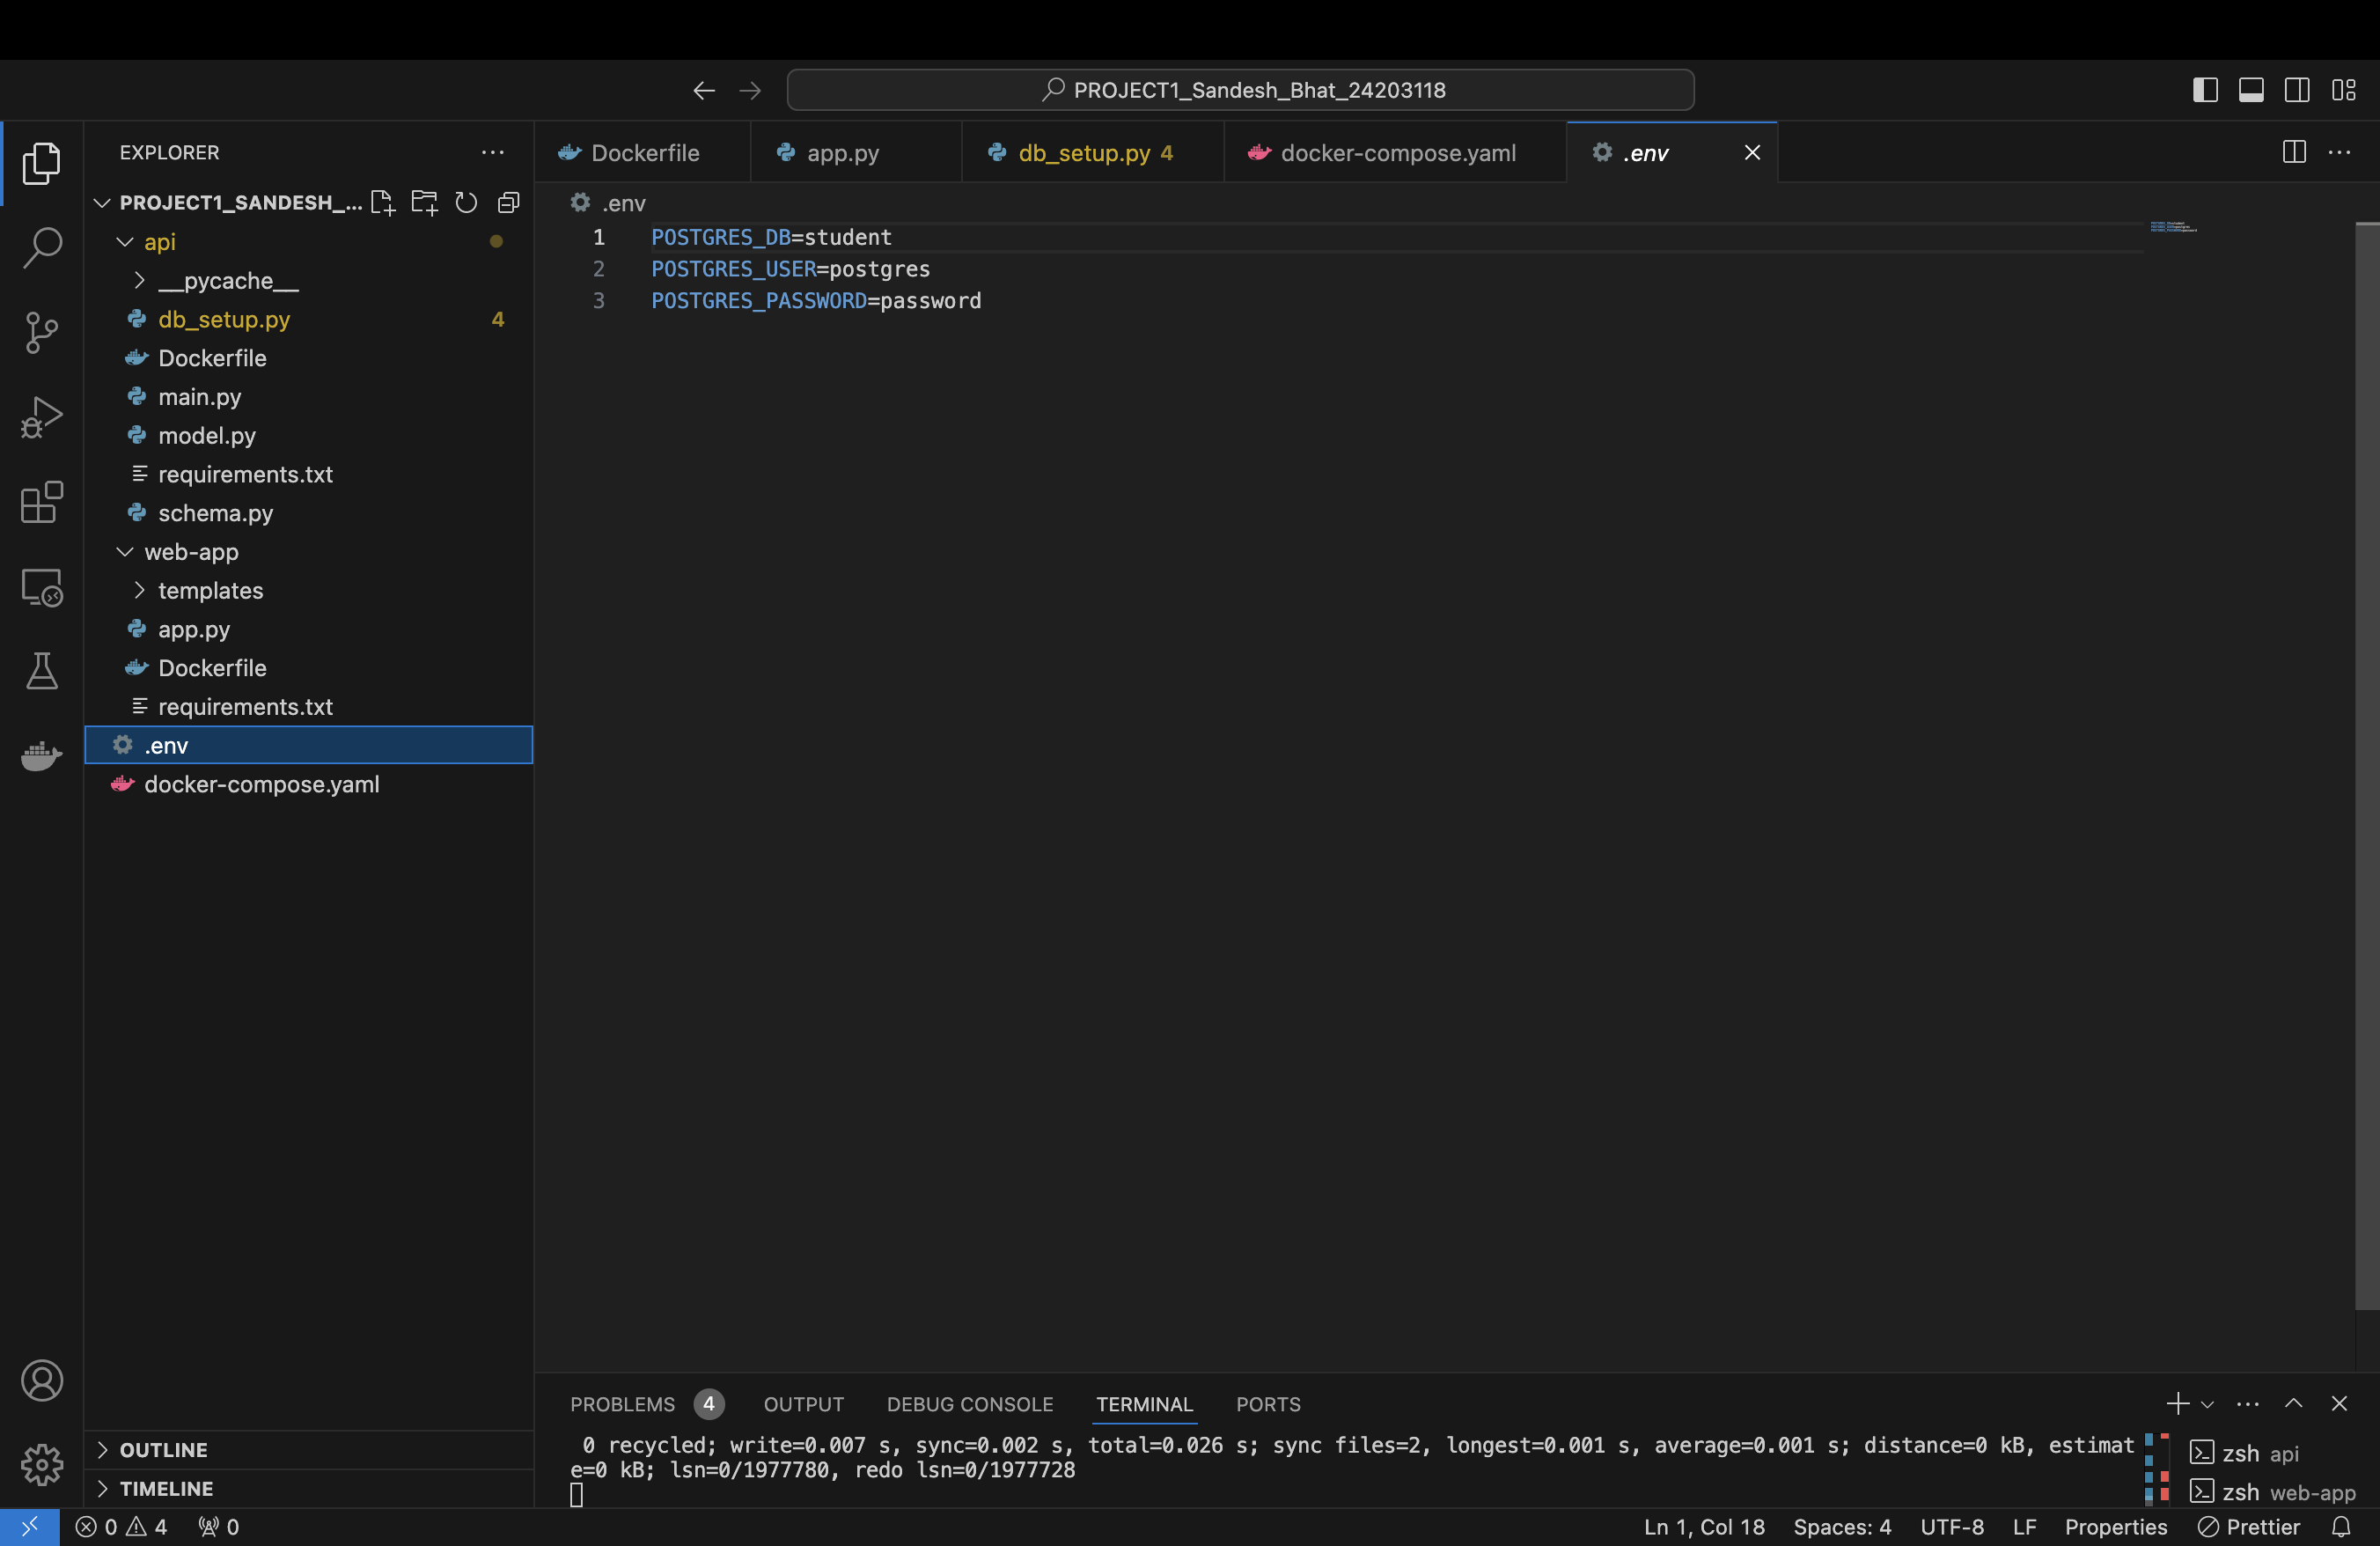 PROJECT1_Sandesh_Bhat_24203118
EXPLORER
PROJECT1_SANDESH_...
api
__pycache__
db_setup.py 4
Dockerfile
main.py
model.py
requirements.txt
schema.py
web-app
templates
app.py
Dockerfile
requirements.txt
.env
docker-compose.yaml
OUTLINE
TIMELINE
Dockerfile
app.py
db_setup.py 4
docker-compose.yaml
.env
.env
1 POSTGRES_DB=student
2 POSTGRES_USER=postgres
3 POSTGRES_PASSWORD=password
PROBLEMS 4 OUTPUT DEBUG CONSOLE TERMINAL PORTS
0 recycled; write=0.007 s, sync=0.002 s, total=0.026 s; sync files=2, longest=0.001 s, average=0.001 s; distance=0 kB, estimat
e=0 kB; lsn=0/1977780, redo lsn=0/1977728
zsh api
zsh web-app
0 4 0
Ln 1, Col 18 Spaces: 4 UTF-8 LF Properties Prettier